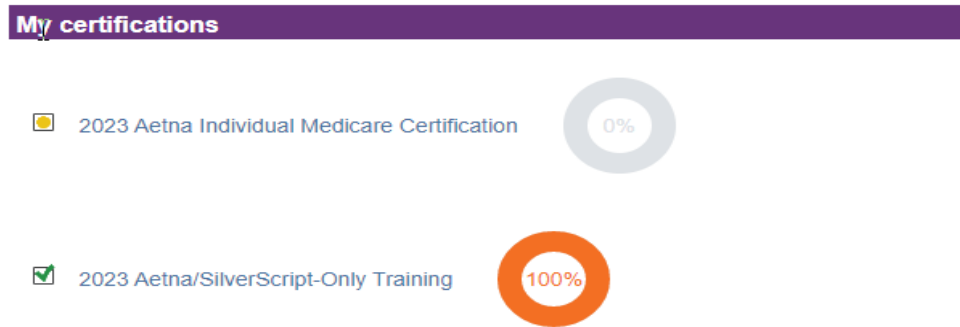 My certifications
2023 Aetna Individual Medicare Certification 0%
2023 Aetna/SilverScript-Only Training 100%